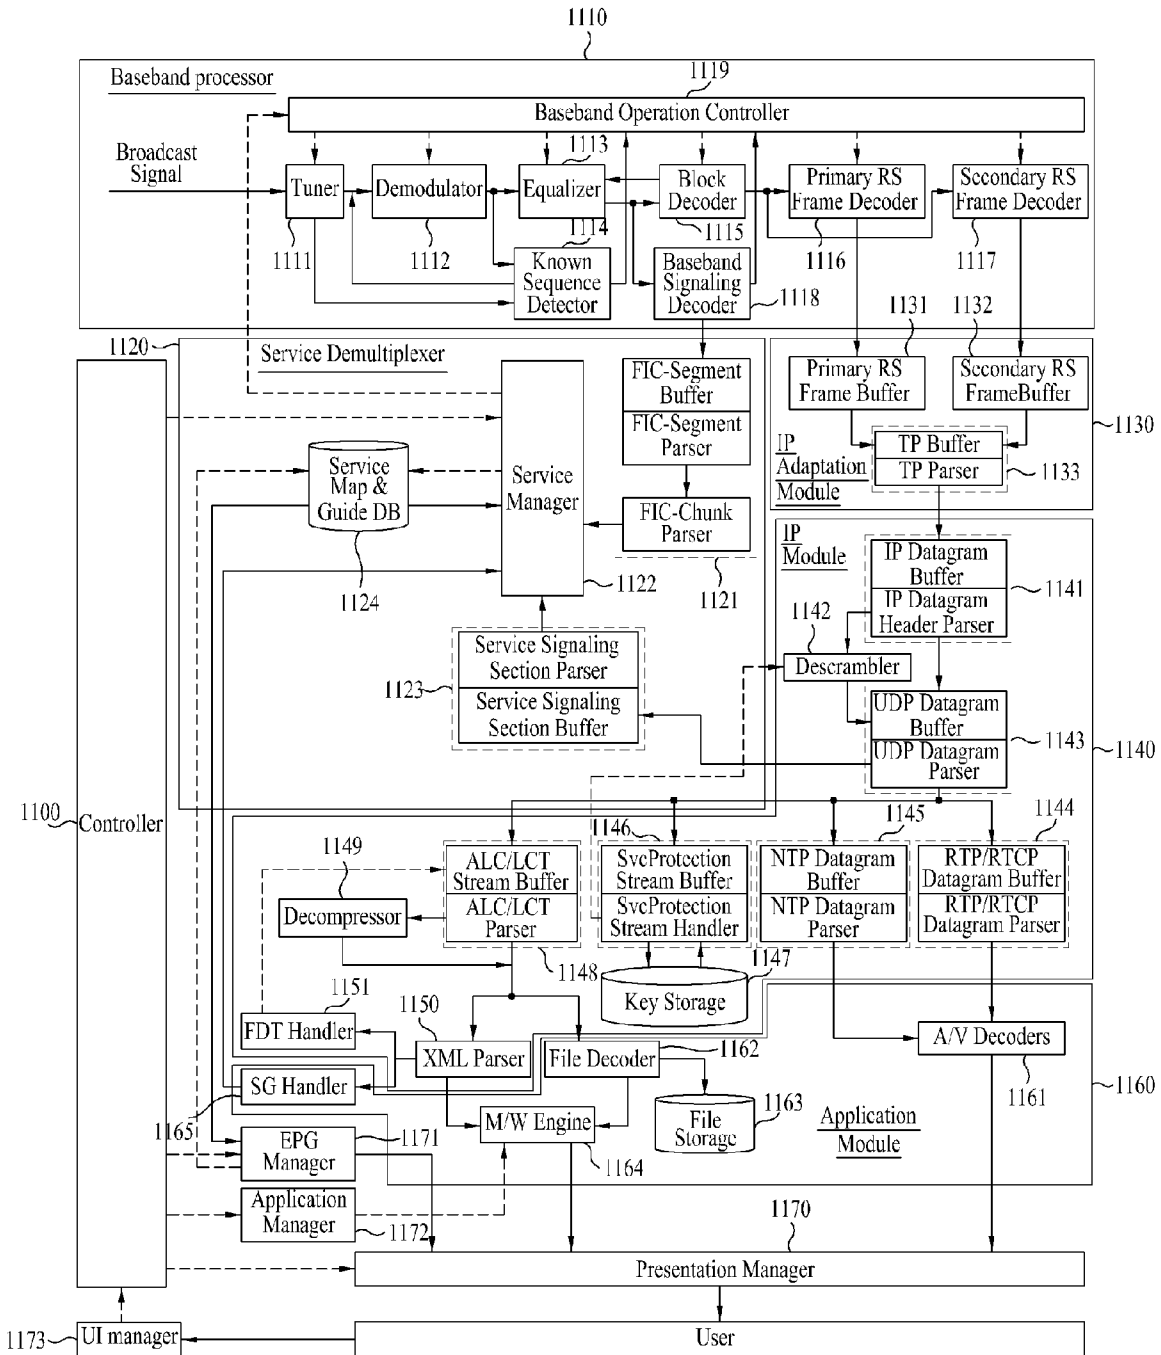 1110
Baseband processor
1119
Baseband Operation Controller
Broadcast
Signal
1113
Tuner
Demodulator
Equalizer
Block
Decoder
Primary RS
Frame Decoder
Secondary RS
Frame Decoder
1111
1112
1114
1115
1116
1117
Known
Sequence
Detector
Baseband
Signaling
Decoder
1118
1131
1132
1120
Service Demultiplexer
FIC-Segment
Buffer
FIC-Segment
Parser
Primary RS
Frame Buffer
Secondary RS
FrameBuffer
1130
IP
Adaptation
Module
TP Buffer
TP Parser
1133
Service
Map &
Guide DB
1124
Service
Manager
1122
FIC-Chunk
Parser
1121
IP
Module
IP Datagram
Buffer
IP Datagram
Header Parser
1141
1142
Descrambler
Service Signaling
Section Parser
Service Signaling
Section Buffer
1123
UDP Datagram
Buffer
UDP Datagram
Parser
1143
1140
1100
Controller
1149
1146
1145
1144
Decompressor
ALC/LCT
Stream Buffer
ALC/LCT
Parser
1148
SvcProtection
Stream Buffer
SvcProtection
Stream Handler
NTP Datagram
Buffer
NTP Datagram
Parser
RTP/RTCP
Datagram Buffer
RTP/RTCP
Datagram Parser
1147
Key Storage
1151
1150
FDT Handler
XML Parser
File Decoder
1162
A/V Decoders
1161
1160
SG Handler
1165
M/W Engine
1164
File
Storage
1163
Application
Module
EPG
Manager
1171
Application
Manager
1172
1170
Presentation Manager
1173
UI manager
User